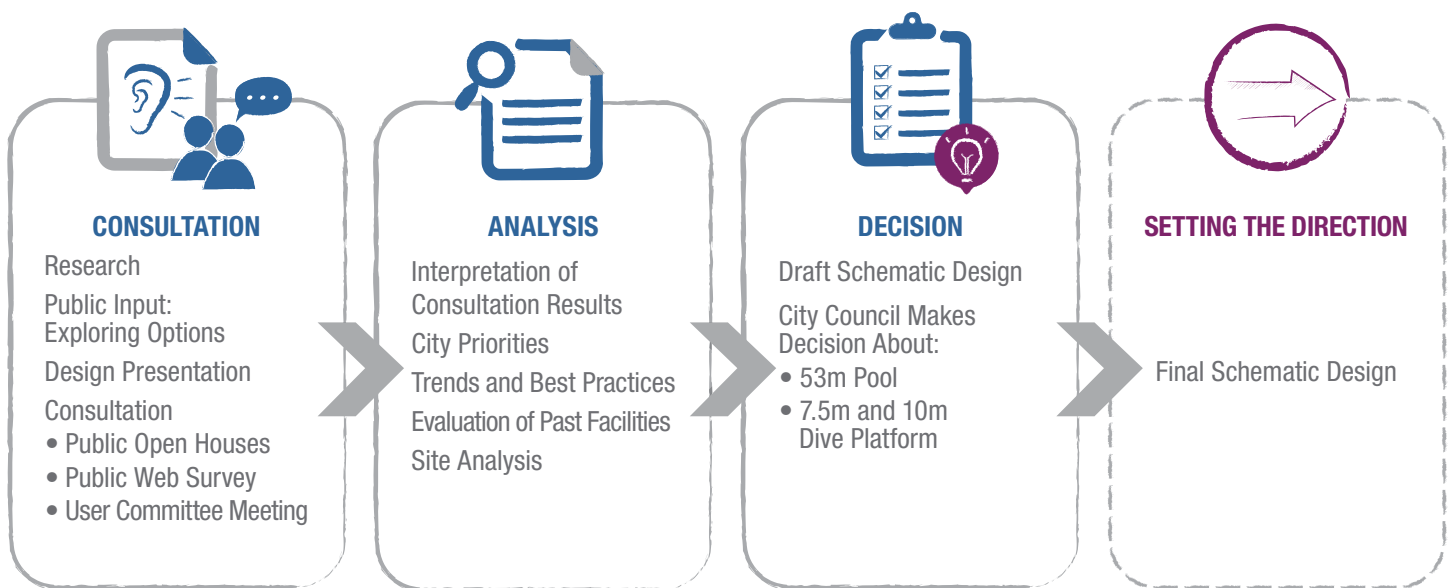 CONSULTATION
Research
Public Input:
Exploring Options
Design Presentation
Consultation
• Public Open Houses
• Public Web Survey
• User Committee Meeting
ANALYSIS
Interpretation of
Consultation Results
City Priorities
Trends and Best Practices
Evaluation of Past Facilities
Site Analysis
DECISION
Draft Schematic Design
City Council Makes
Decision About:
• 53m Pool
• 7.5m and 10m
Dive Platform
SETTING THE DIRECTION
Final Schematic Design